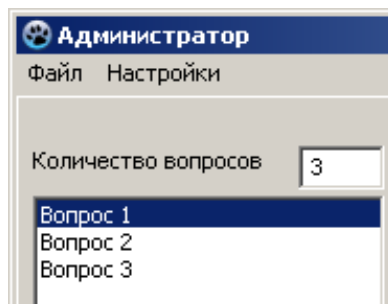 Администратор
Файл Настройки
Количество вопросов 3
Вопрос 1
Вопрос 2
Вопрос 3